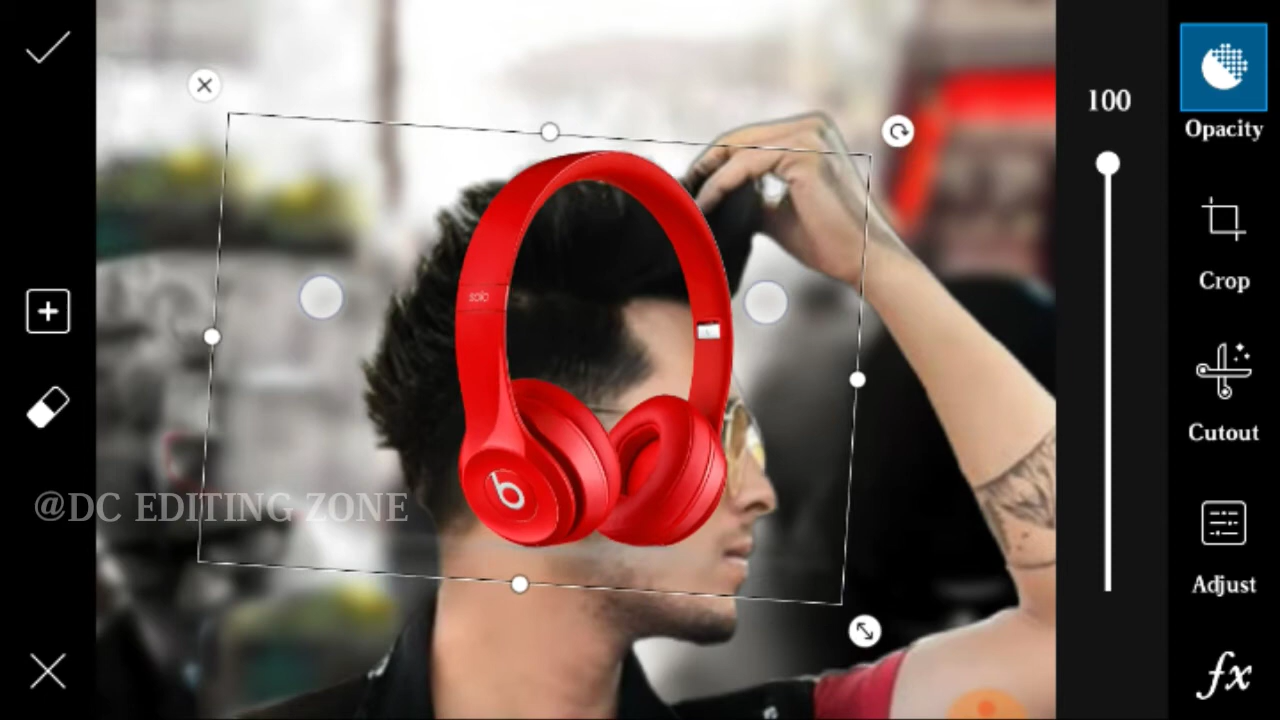 100
Opacity
solo
Crop
Cutout
@DC EDITING ZONE
b
Adjust
fx